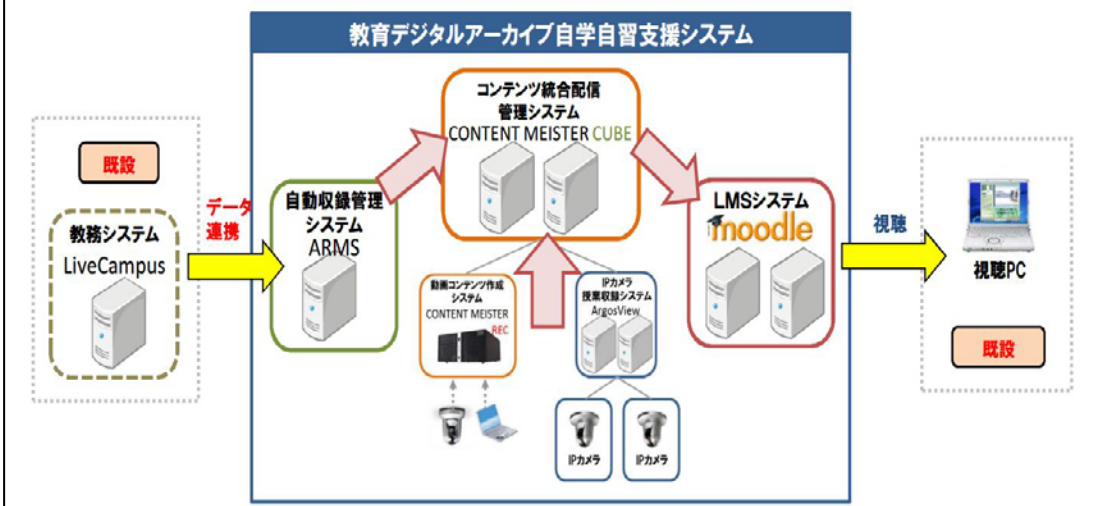 教育デジタルアーカイブ自学自習支援システム
既設
教務システム
LiveCampus
データ
連携
自動収録管理
システム
ARMS
コンテンツ統合配信
管理システム
CONTENT MEISTER CUBE
動画コンテンツ作成
システム
CONTENT MEISTER
REC
IPカメラ
授業収録システム
ArgosView
IPカメラ
IPカメラ
LMSシステム
moodle
視聴
視聴PC
既設